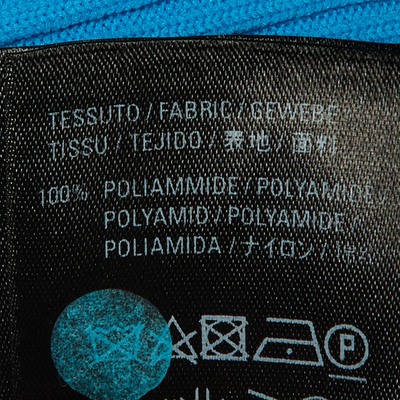 TESSUTO / FABRIC / GEWEBE
TISSU / TEJIDO / 表地 / 面料
100% POLIAMMIDE / POLYAMIDE /
POLYAMID / POLYAMIDE /
POLIAMIDA / ナイロン /
P